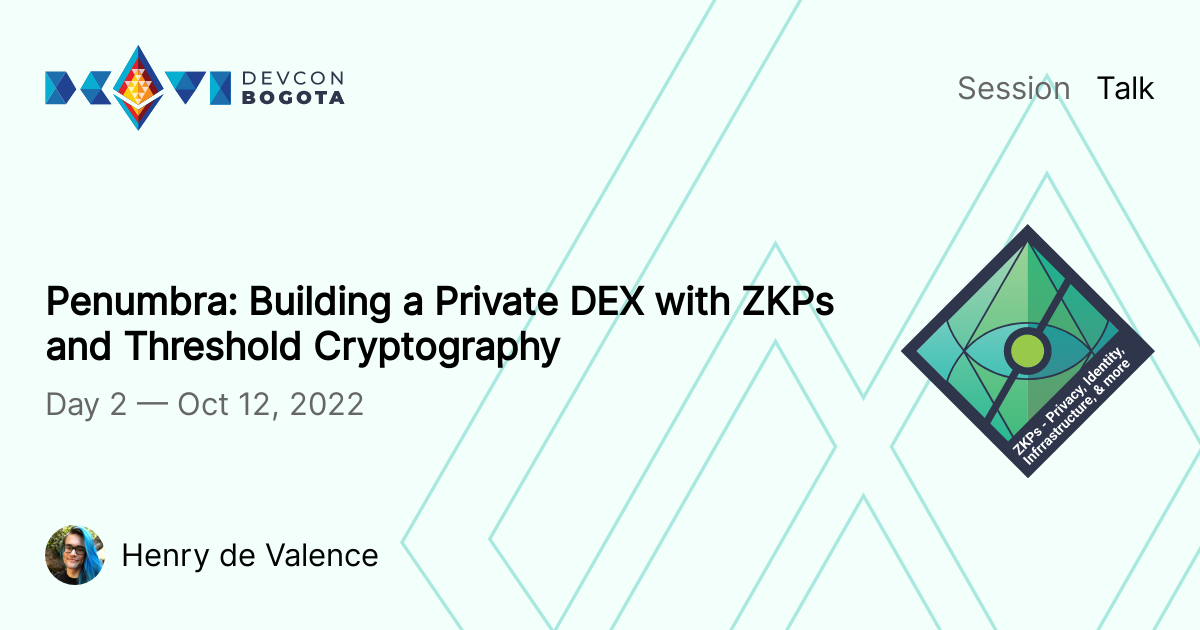 DEVCON
BOGOTA
Session Talk
Penumbra: Building a Private DEX with ZKPs
and Threshold Cryptography
Day 2 — Oct 12, 2022
ZKPs - Privacy, Identity,
Infrrastructure, & more
Henry de Valence